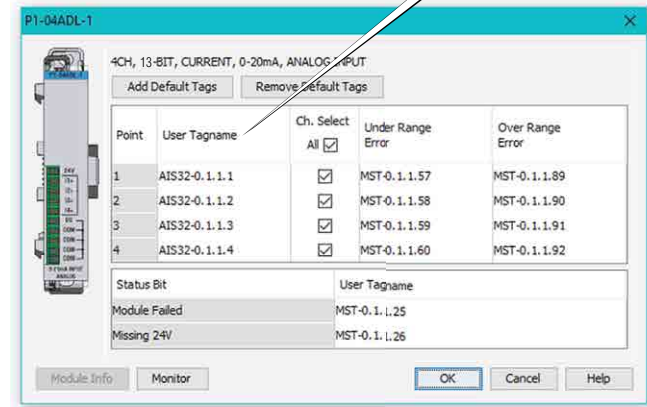 P1-04ADL-1
4CH, 13-BIT, CURRENT, 0-20mA, ANALOG INPUT
Add Default Tags Remove Default Tags
Point User Tagname Ch. Select All Under Range Error Over Range Error
1 AIS32-0.1.1.1 MST-0.1.1.57 MST-0.1.1.89
2 AIS32-0.1.1.2 MST-0.1.1.58 MST-0.1.1.90
3 AIS32-0.1.1.3 MST-0.1.1.59 MST-0.1.1.91
4 AIS32-0.1.1.4 MST-0.1.1.60 MST-0.1.1.92
Status Bit User Tagname
Module Failed MST-0.1.1.25
Missing 24V MST-0.1.1.26
Module Info Monitor OK Cancel Help